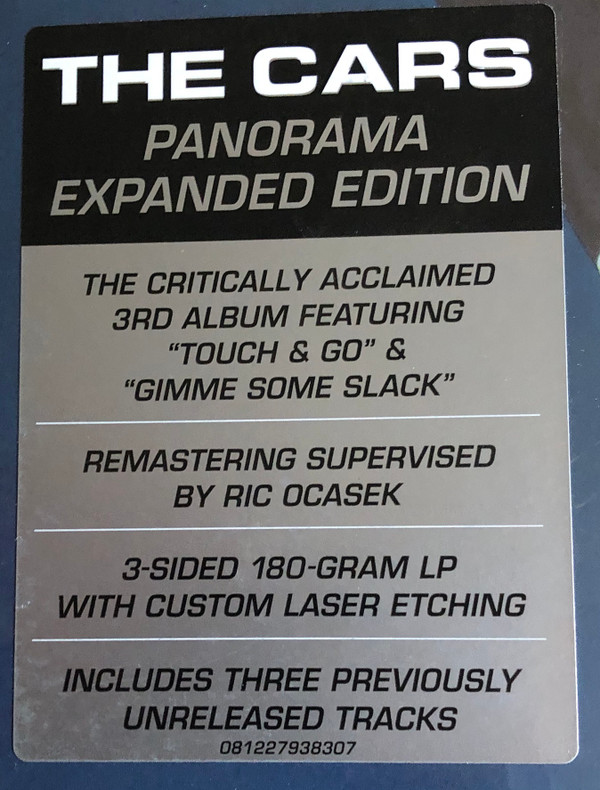 THE CARS
PANORAMA
EXPANDED EDITION
THE CRITICALLY ACCLAIMED
3RD ALBUM FEATURING
“TOUCH & GO” &
“GIMME SOME SLACK”
REMASTERING SUPERVISED
BY RIC OCASEK
3-SIDED 180-GRAM LP
WITH CUSTOM LASER ETCHING
INCLUDES THREE PREVIOUSLY
UNRELEASED TRACKS
081227938307